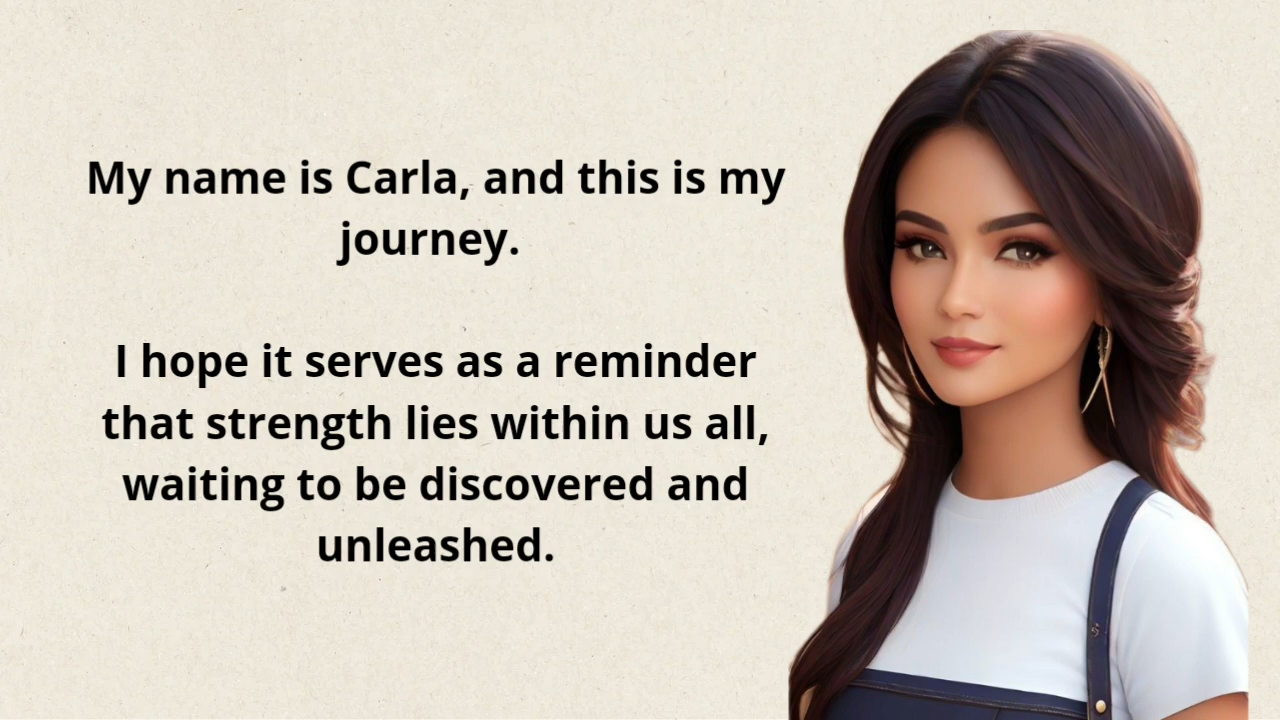 My name is Carla, and this is my
journey.
I hope it serves as a reminder
that strength lies within us all,
waiting to be discovered and
unleashed.